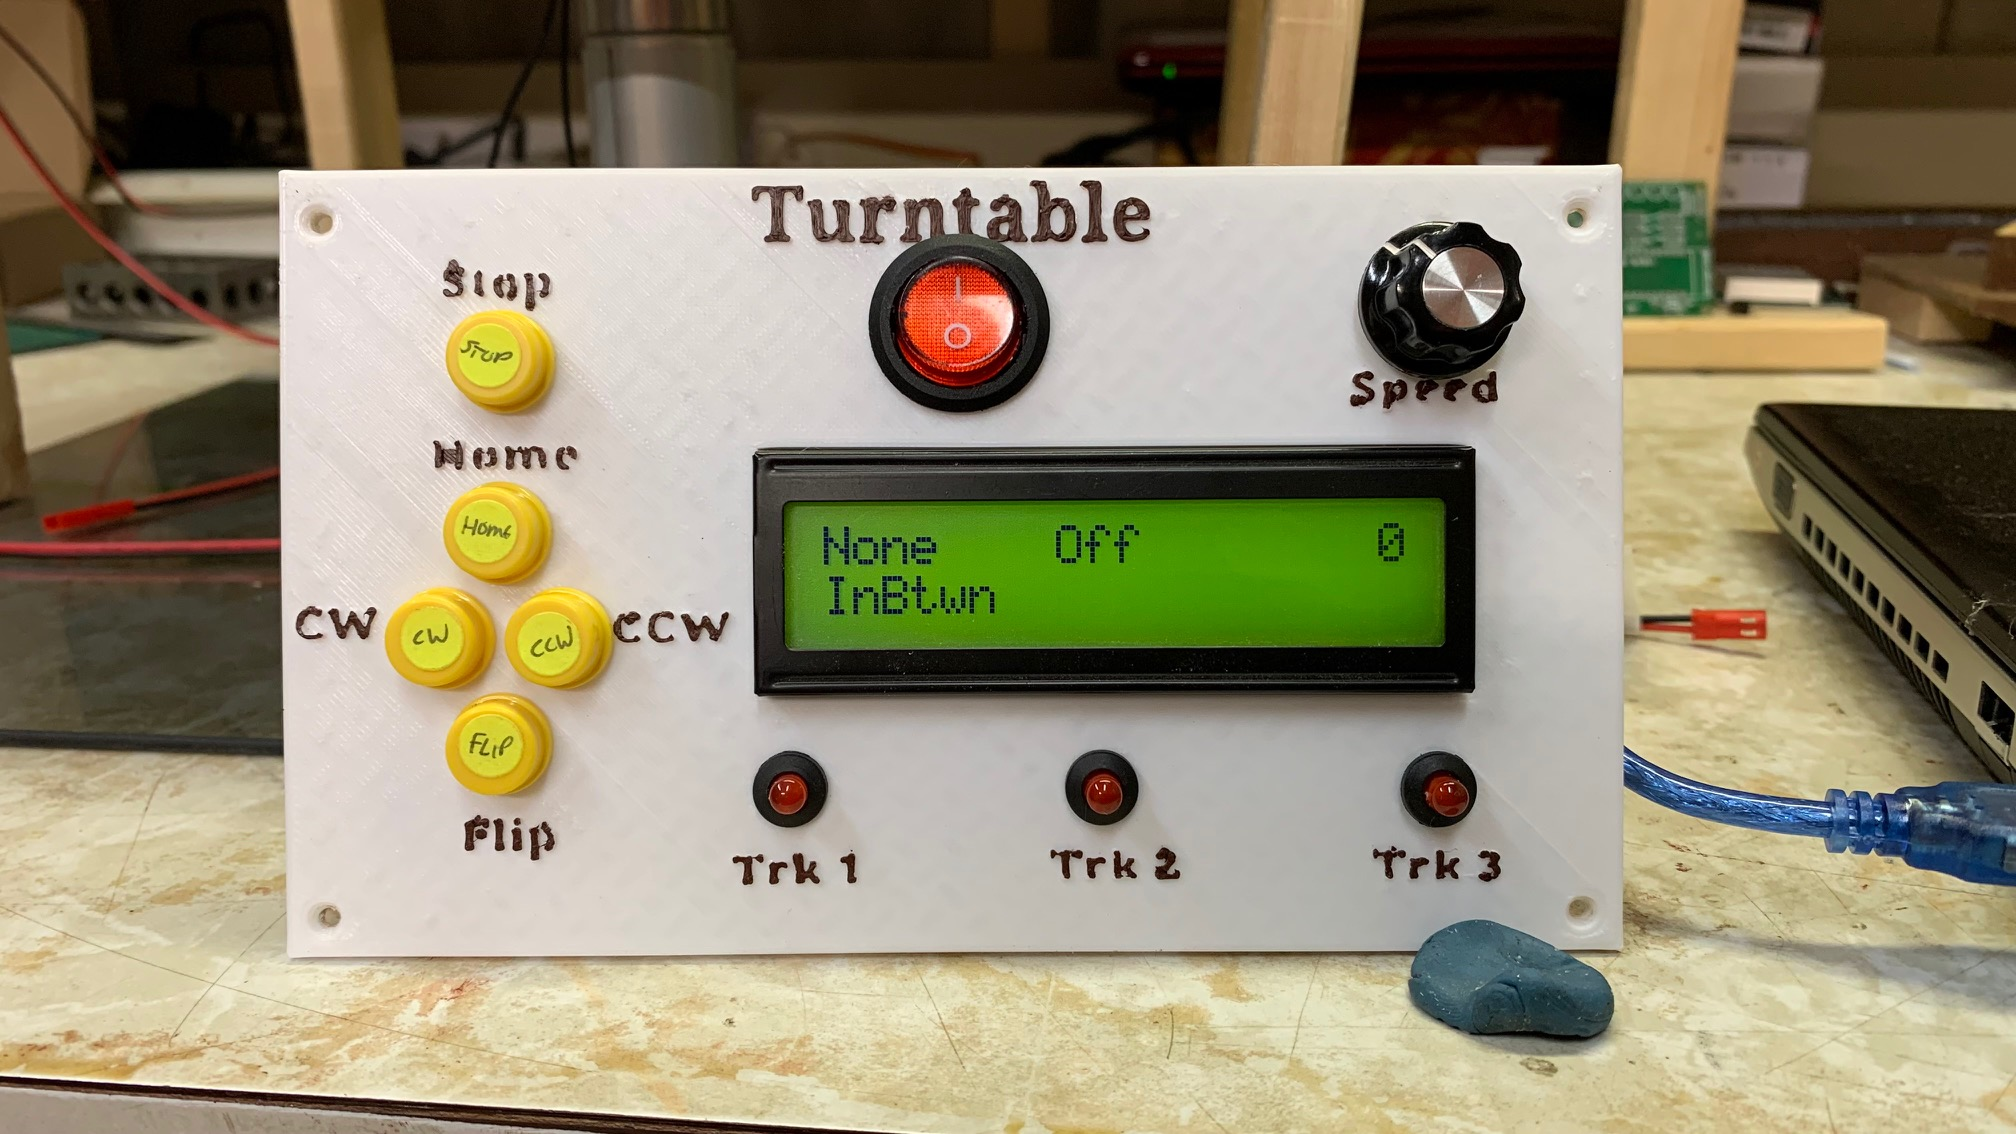 Turntable
Stop
STOP
I
O
Speed
Home
HOME
CW
CW
CCW
CCW
FLIP
Flip
None Off 0
InBtwn
Trk 1
Trk 2
Trk 3